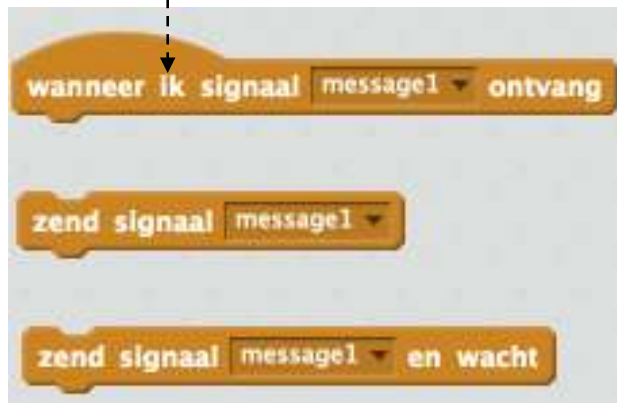 wanneer ik signaal message1 ontvang
zend signaal message1
zend signaal message1 en wacht